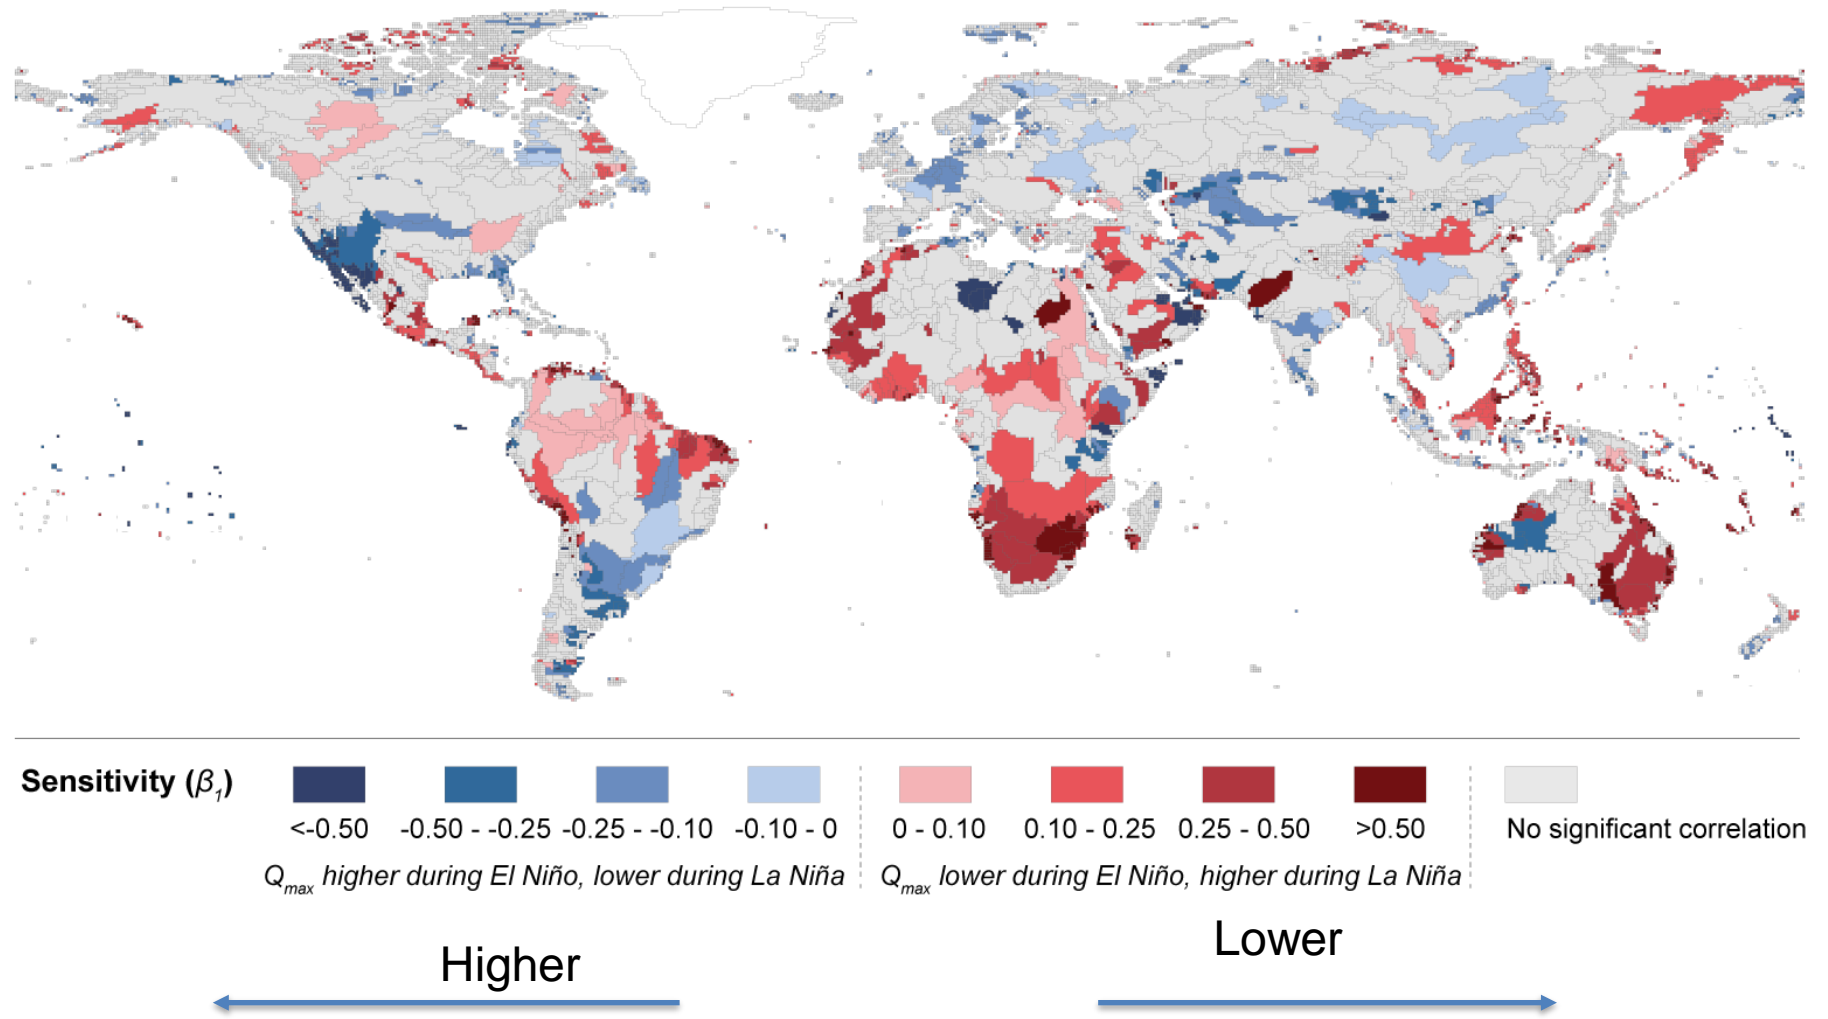 Sensitivity (β1)
<-0.50 -0.50 - -0.25 -0.25 - -0.10 -0.10 - 0 0 - 0.10 0.10 - 0.25 0.25 - 0.50 >0.50 No significant correlation
Qmax higher during El Niño, lower during La Niña Qmax lower during El Niño, higher during La Niña
Higher Lower